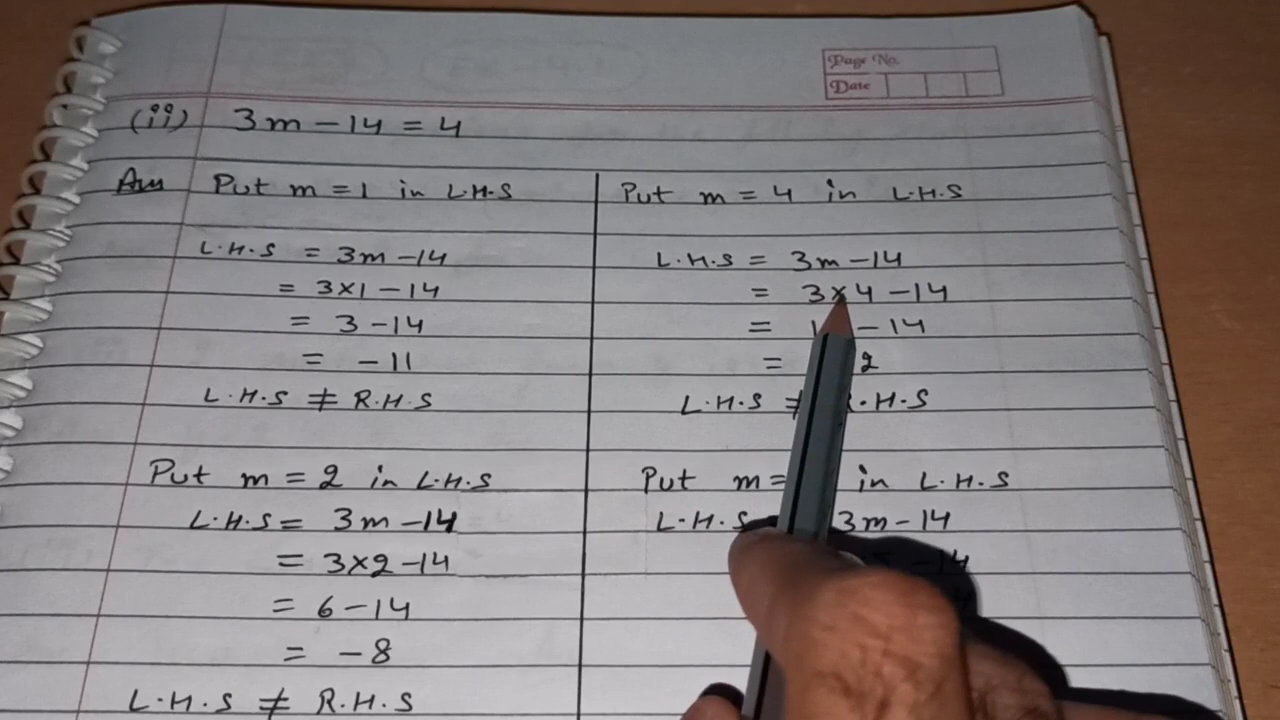 Page No.
Date
(ii) 3m - 14 = 4
Ans Put m = 1 in L.H.S
L.H.S = 3m - 14
= 3×1 - 14
= 3 - 14
= - 11
L.H.S ≠ R.H.S
Put m = 2 in L.H.S
L.H.S = 3m - 14
= 3×2 - 14
= 6 - 14
= - 8
L.H.S ≠ R.H.S
Put m = 4 in L.H.S
L.H.S = 3m - 14
= 3×4 - 14
= - 14
= 2
L.H.S ≠ R.H.S
Put m = in L.H.S
L.H.S 3m - 14
- 14